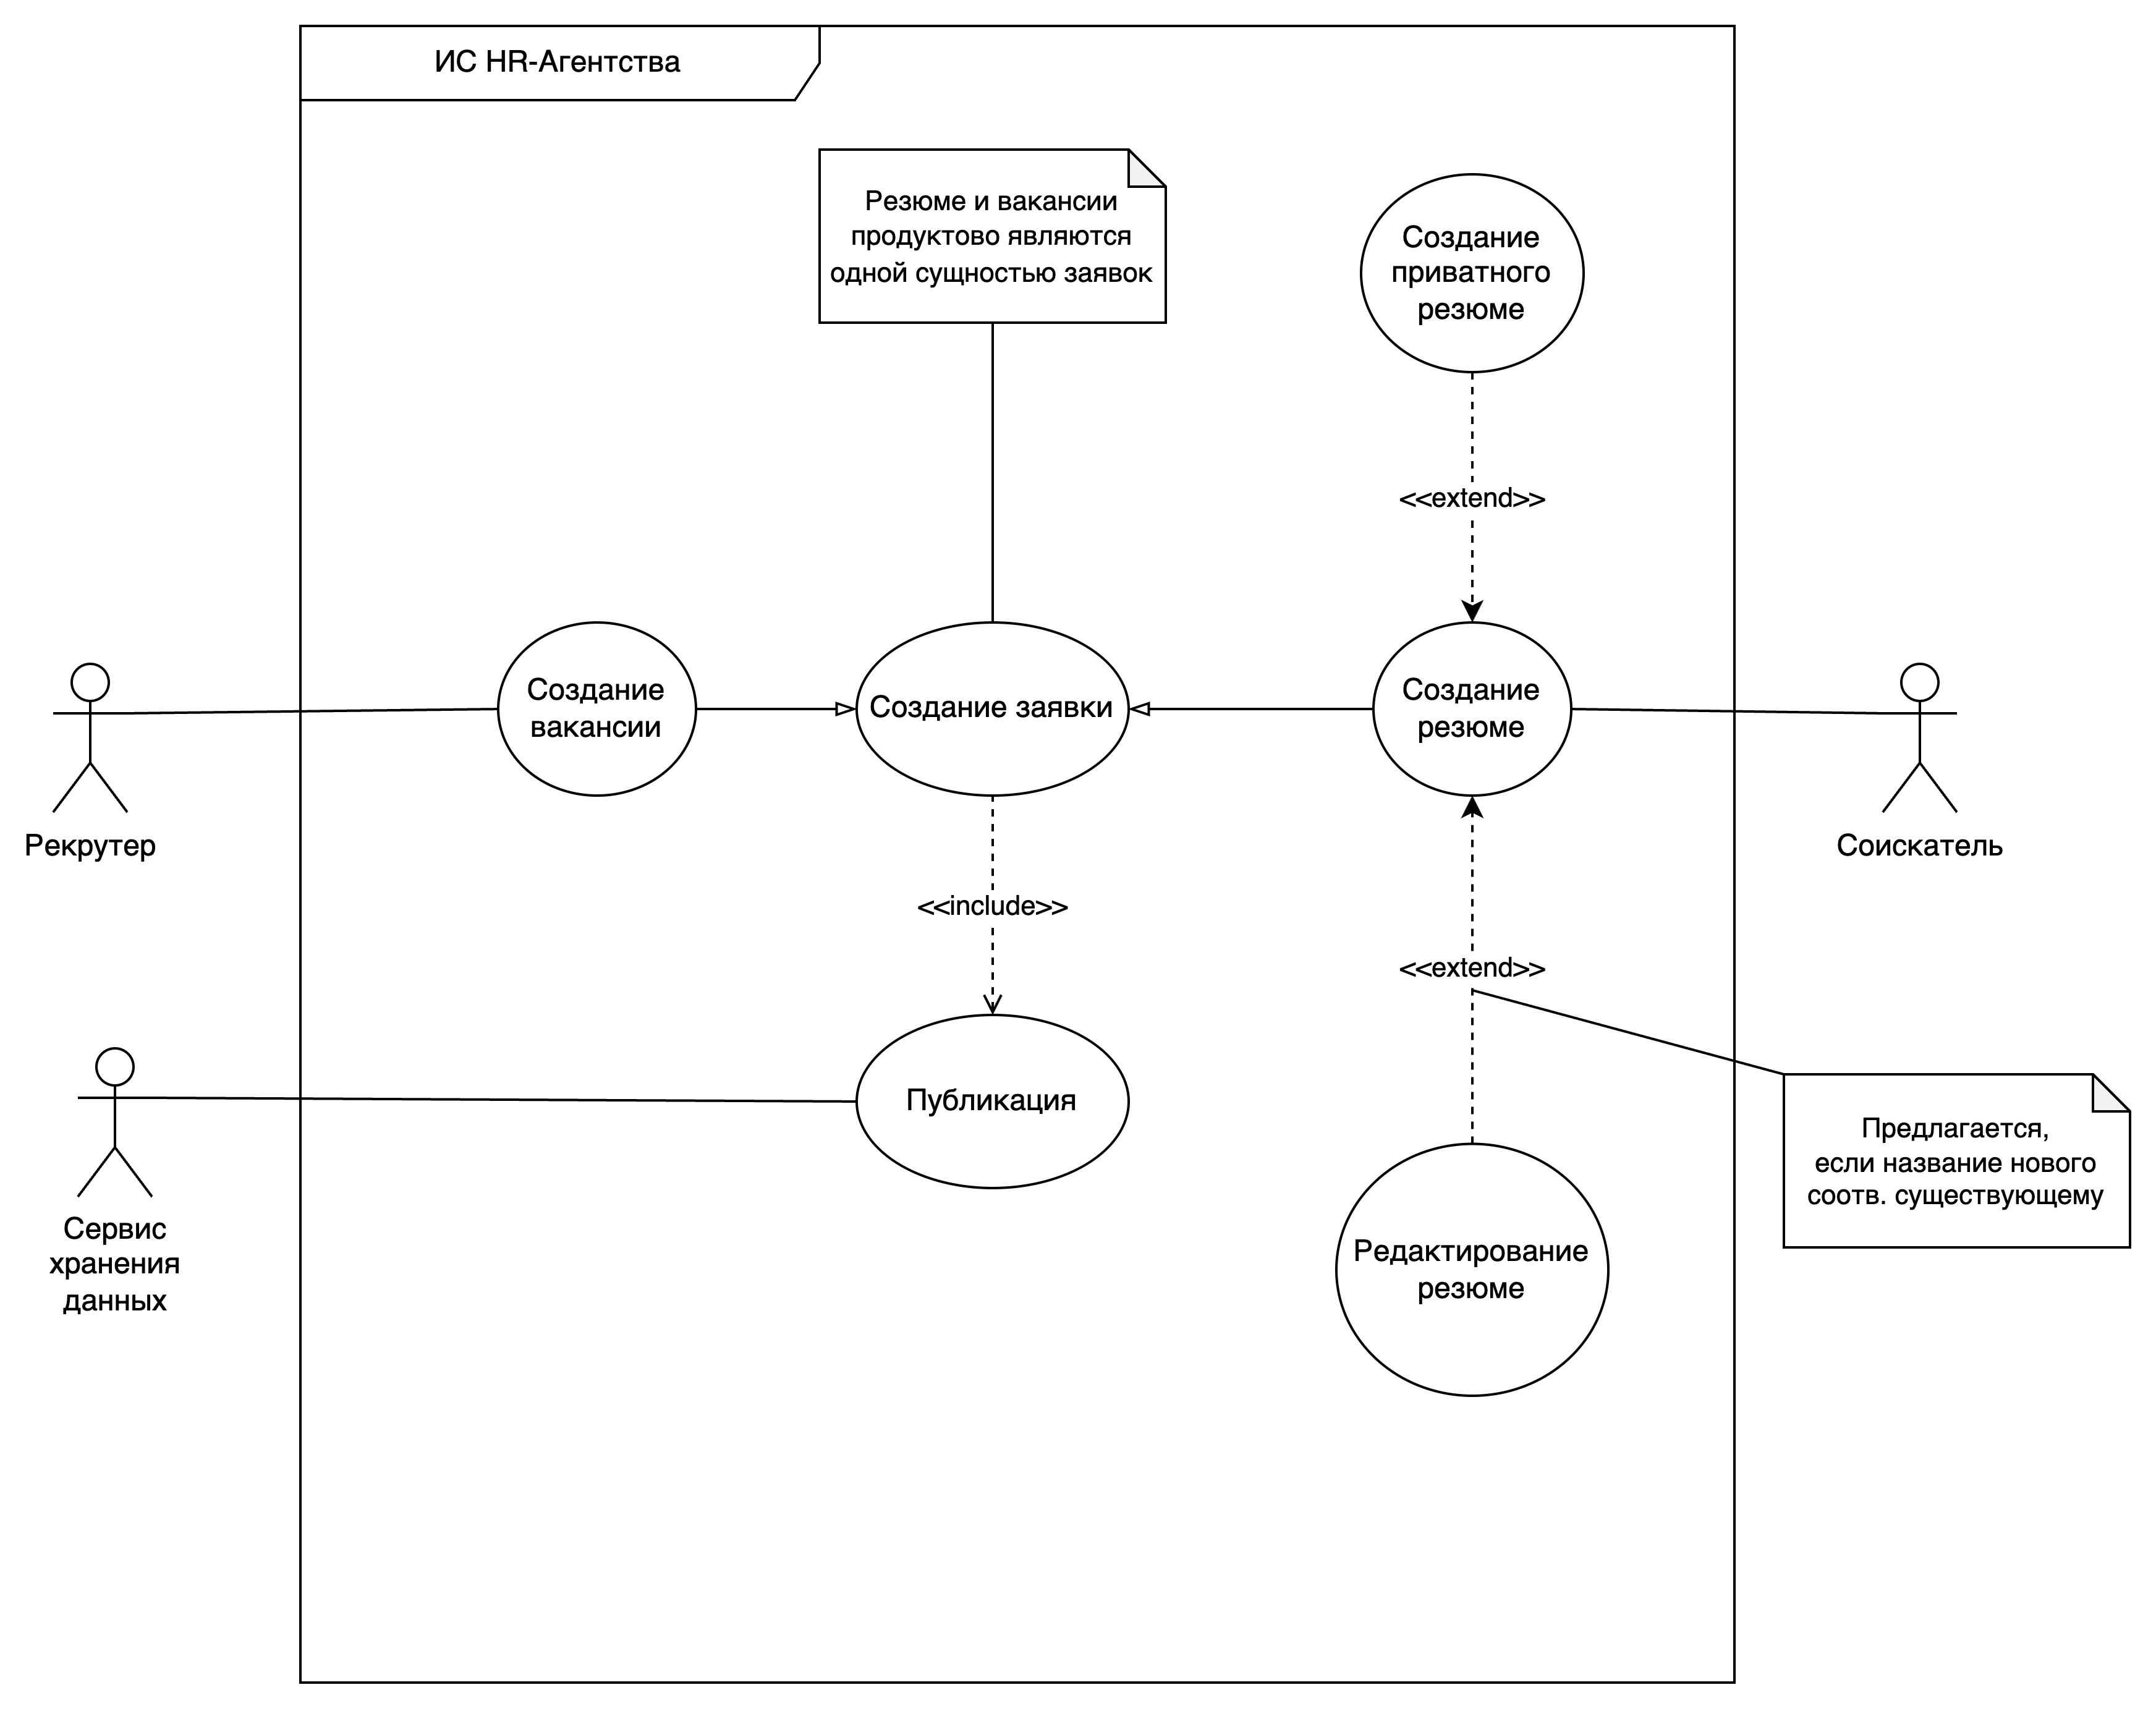 ИС HR-Агентства
Резюме и вакансии
продуктово являются
одной сущностью заявок
Создание
приватного
резюме
<<extend>>
Создание
вакансии
Создание заявки
Создание
резюме
Рекрутер
Соискатель
<<include>>
<<extend>>
Публикация
Предлагается,
если название нового
соотв. существующему
Сервис
хранения
данных
Редактирование
резюме